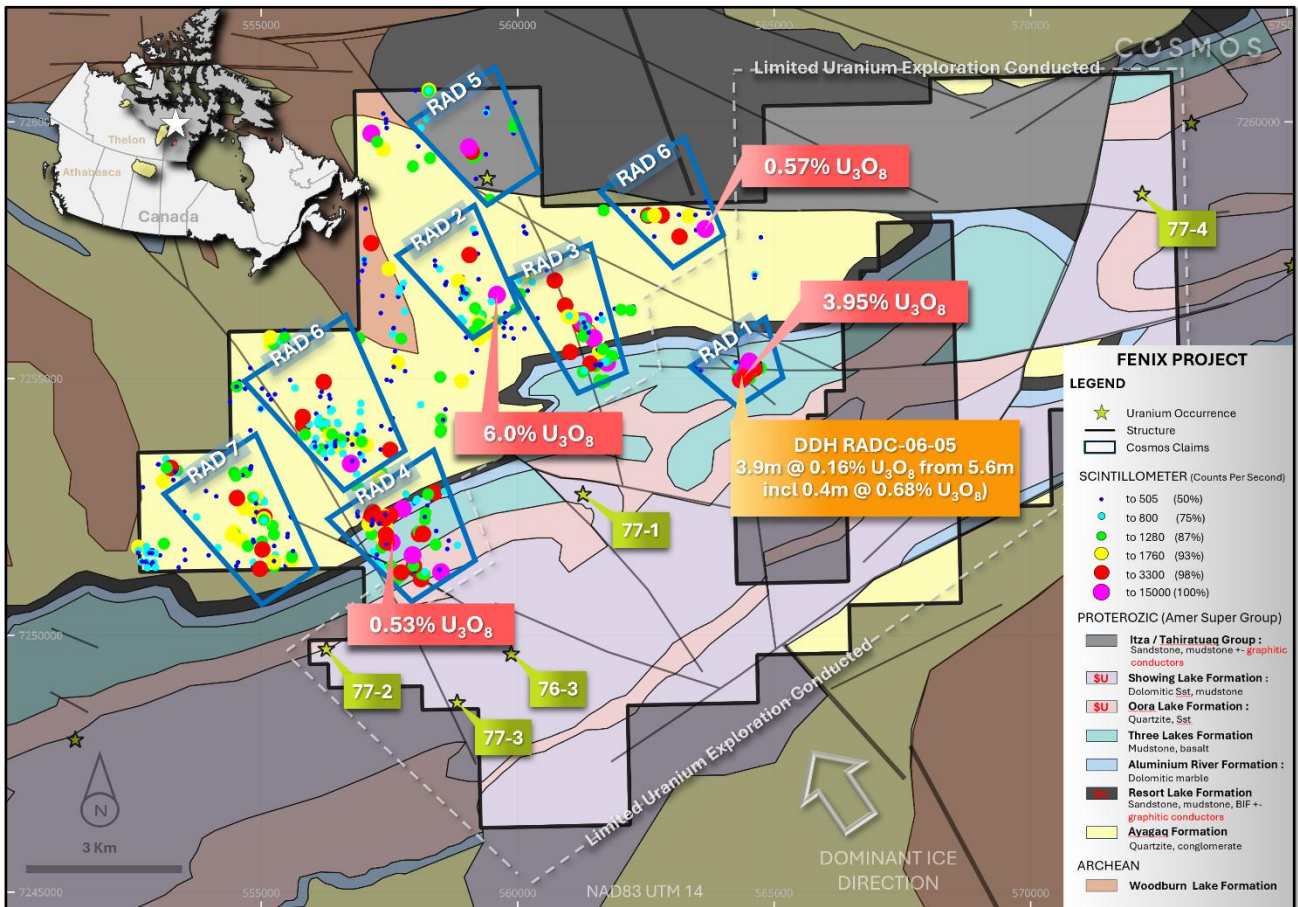 555000
560000
565000
570000
575000
COSMOS
Limited Uranium Exploration Conducted
7260000
7260000
Thelon
Athabasca
Canada
RAD 5
RAD 6
0.57% U₃O₈
77-4
RAD 2
RAD 3
3.95% U₃O₈
RAD 1
RAD 6
7255000
6.0% U₃O₈
DDH RADC-06-05
3.9m @ 0.16% U₃O₈ from 5.6m
incl 0.4m @ 0.68% U₃O₈)
RAD 7
RAD 4
77-1
0.53% U₃O₈
7250000
77-2
76-3
77-3
Limited Uranium Exploration Conducted
N
3 Km
DOMINANT ICE
DIRECTION
7245000
555000
560000
NAD83 UTM 14
565000
570000
FENIX PROJECT
LEGEND
Uranium Occurrence
Structure
Cosmos Claims
SCINTILLOMETER (Counts Per Second)
to 505 (50%)
to 800 (75%)
to 1280 (87%)
to 1760 (93%)
to 3300 (98%)
to 15000 (100%)
PROTEROZIC (Amer Super Group)
Itza / Tahiratuaq Group :
Sandstone, mudstone +- graphitic
conductors
$U Showing Lake Formation :
Dolomitic Sst, mudstone
$U Oora Lake Formation :
Quartzite, Sst
Three Lakes Formation
Mudstone, basalt
Aluminium River Formation :
Dolomitic marble
$U Resort Lake Formation
Sandstone, mudstone, BIF +-
graphitic conductors
Ayagaq Formation
Quartzite, conglomerate
ARCHEAN
Woodburn Lake Formation